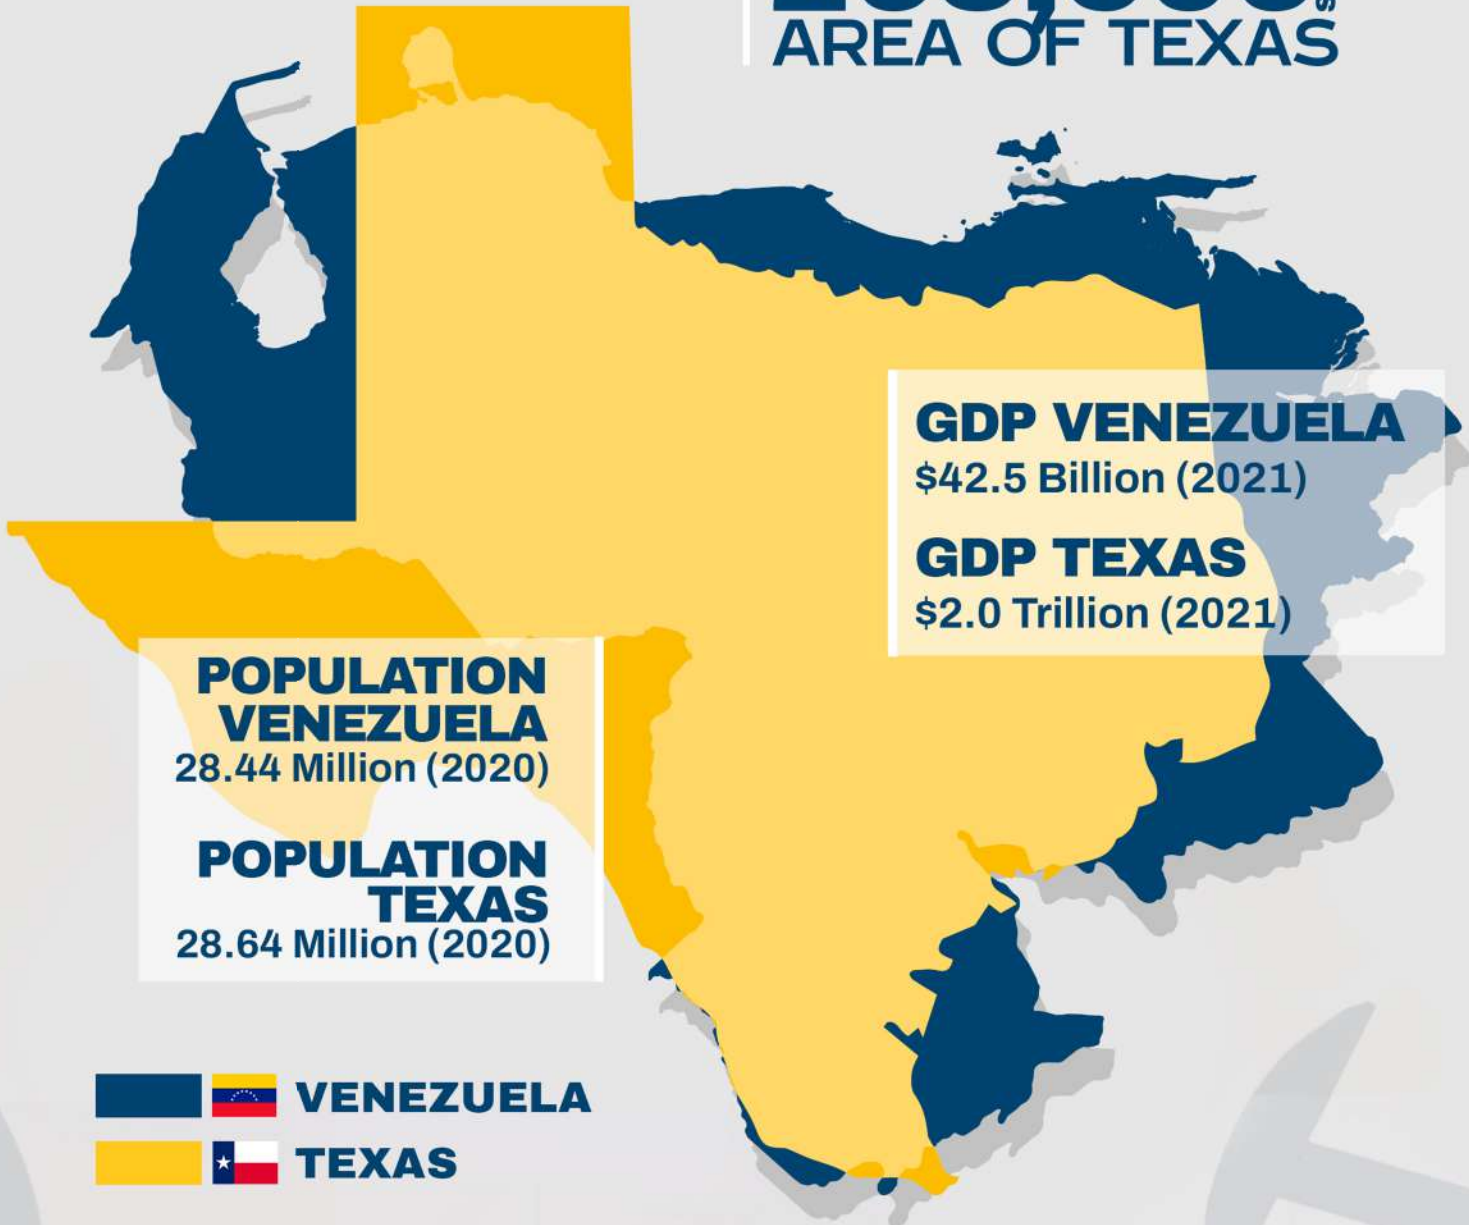 AREA OF TEXAS
GDP VENEZUELA
$42.5 Billion (2021)
GDP TEXAS
$2.0 Trillion (2021)
POPULATION
VENEZUELA
28.44 Million (2020)
POPULATION
TEXAS
28.64 Million (2020)
VENEZUELA
TEXAS